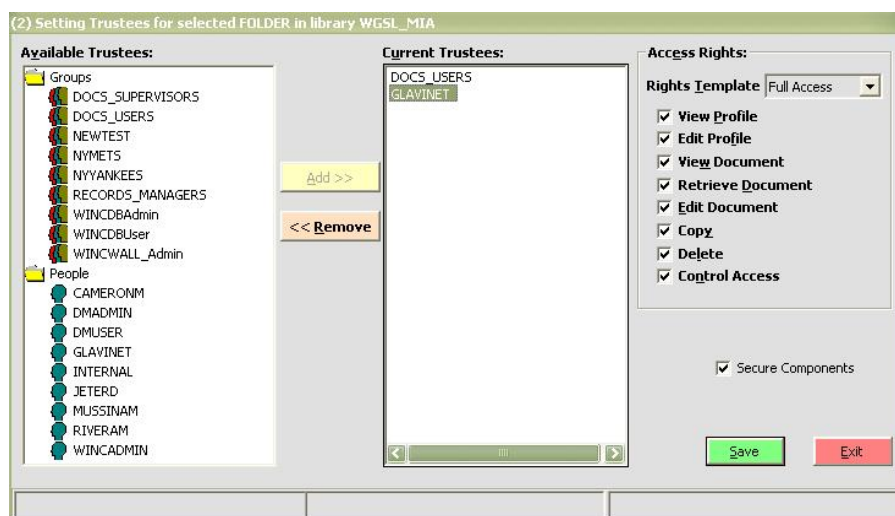 (2) Setting Trustees for selected FOLDER in library WGSL_MIA
Available Trustees:
Groups
DOCS_SUPERVISORS
DOCS_USERS
NEWTEST
NYMETS
NYYANKEES
RECORDS_MANAGERS
WINCDBAdmin
WINCDBUser
WINCWALL_Admin
People
CAMERONM
DMADMIN
DMUSER
GLAVINET
INTERNAL
JETERD
MUSSINAM
RIVERAM
WINCADMIN
Add >>
<< Remove
Current Trustees:
DOCS_USERS
GLAVINET
Access Rights:
Rights Template Full Access
View Profile
Edit Profile
View Document
Retrieve Document
Edit Document
Copy
Delete
Control Access
Secure Components
Save Exit